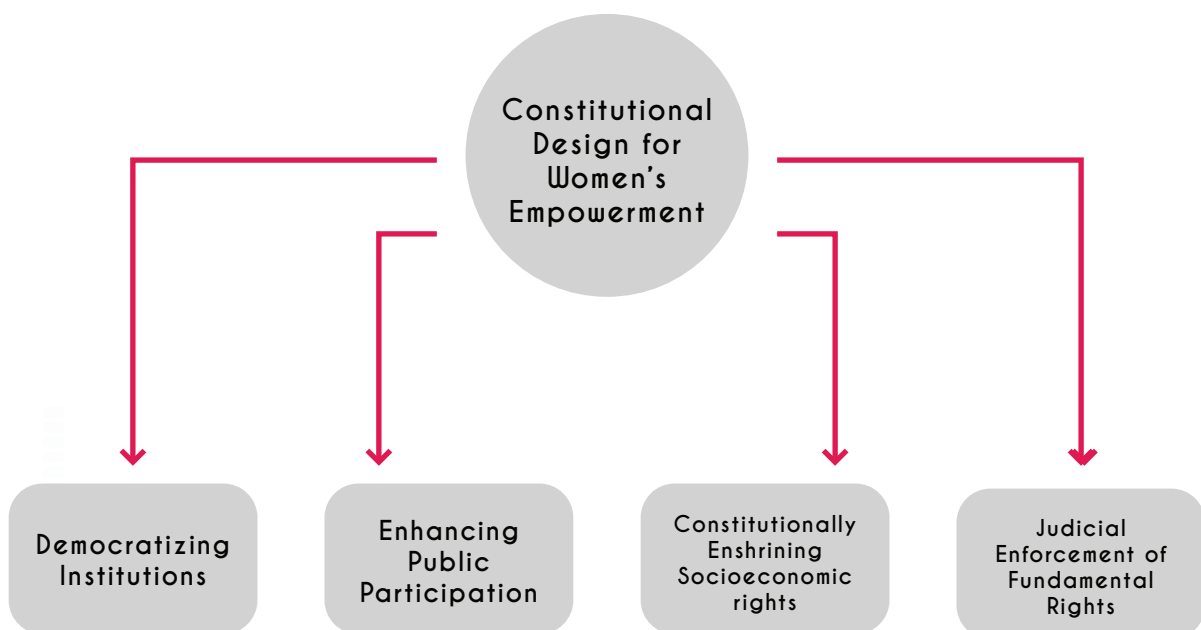 Constitutional
Design for
Women's
Empowerment
Democratizing
Institutions
Enhancing
Public
Participation
Constitutionally
Enshrining
Socioeconomic
rights
Judicial
Enforcement of
Fundamental
Rights